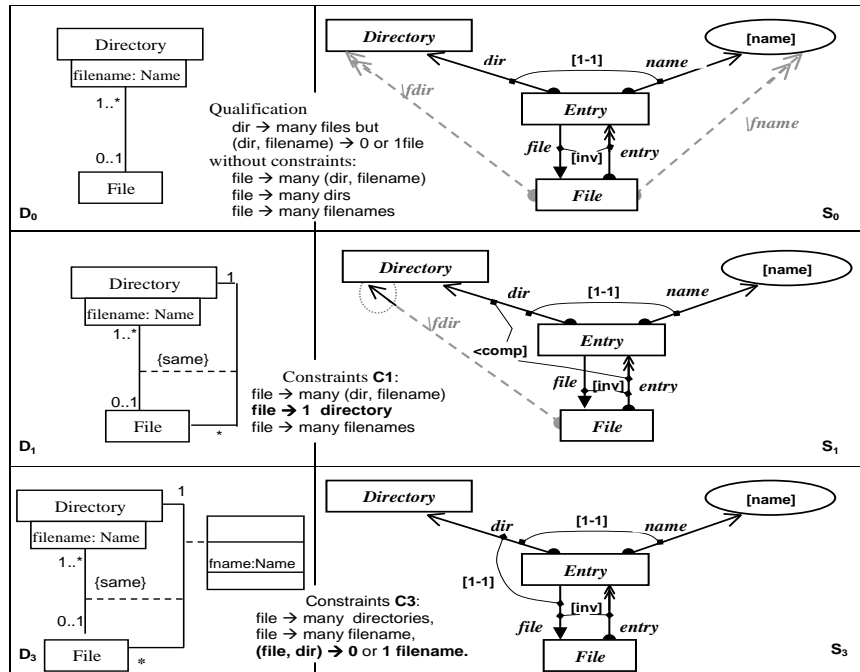 Directory
filename: Name
1..*
0..1
File
D0
Qualification
dir → many files but
(dir, filename) → 0 or 1file
without constraints:
file → many (dir, filename)
file → many dirs
file → many filenames
Directory
[name]
dir
[1-1]
name
\fdir
Entry
\fname
file
[inv]
entry
File
S0
Directory
1
filename: Name
1..*
{same}
0..1
File
*
D1
Constraints C1:
file → many (dir, filename)
file → 1 directory
file → many filenames
Directory
[name]
dir
[1-1]
name
\fdir
Entry
<comp]
file
[inv]
entry
File
S1
1
Directory
filename: Name
1..*
fname:Name
{same}
0..1
File
*
D3
Constraints C3:
file → many directories,
file → many filename,
(file, dir) → 0 or 1 filename.
Directory
[name]
dir
[1-1]
name
Entry
[1-1]
file
[inv]
entry
File
S3